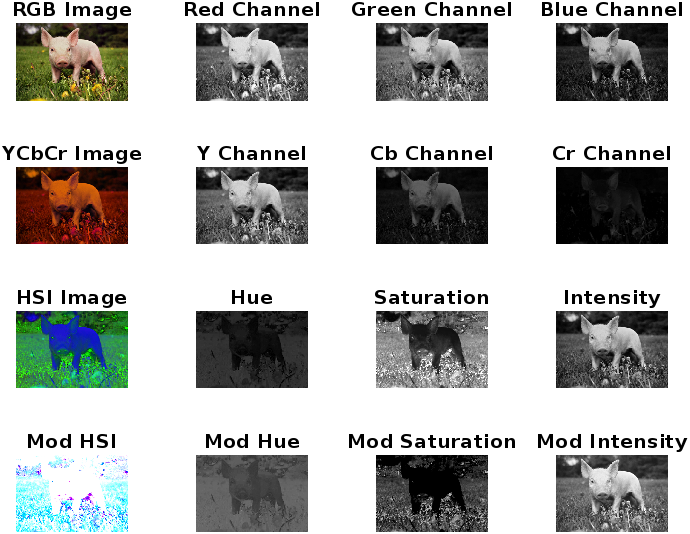 RGB Image
Red Channel
Green Channel
Blue Channel
YCbCr Image
Y Channel
Cb Channel
Cr Channel
HSI Image
Hue
Saturation
Intensity
Mod HSI
Mod Hue
Mod Saturation
Mod Intensity